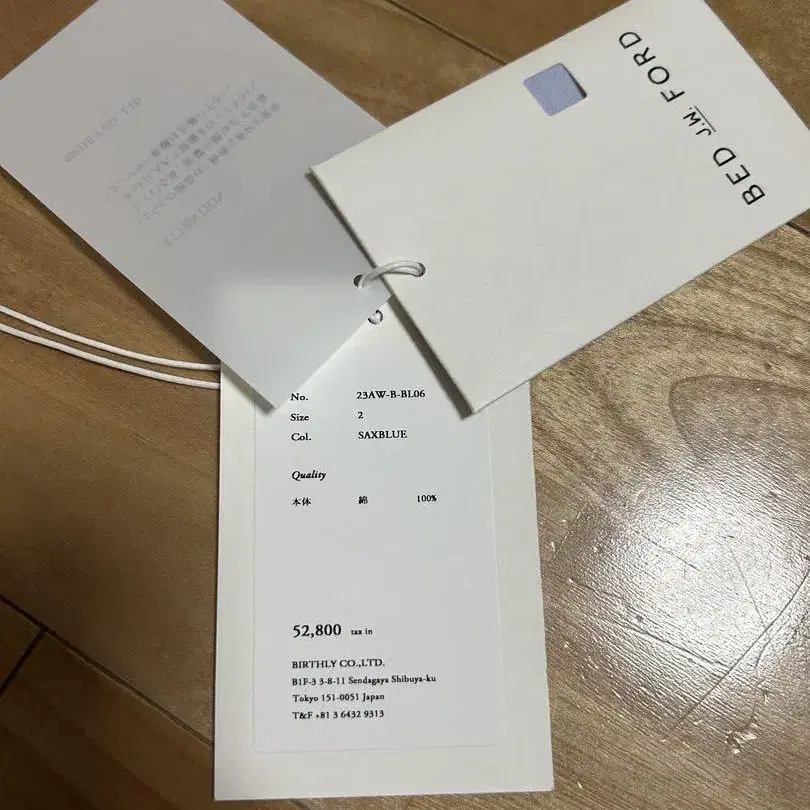 BED J.W. FORD
No. 23AW-B-BL06
Size 2
Col. SAXBLUE
Quality
本体 綿 100%
52,800 tax in
BIRTHLY CO.,LTD.
B1F-3 3-8-11 Sendagaya Shibuya-ku
Tokyo 151-0051 Japan
T&F +81 3 6432 9313